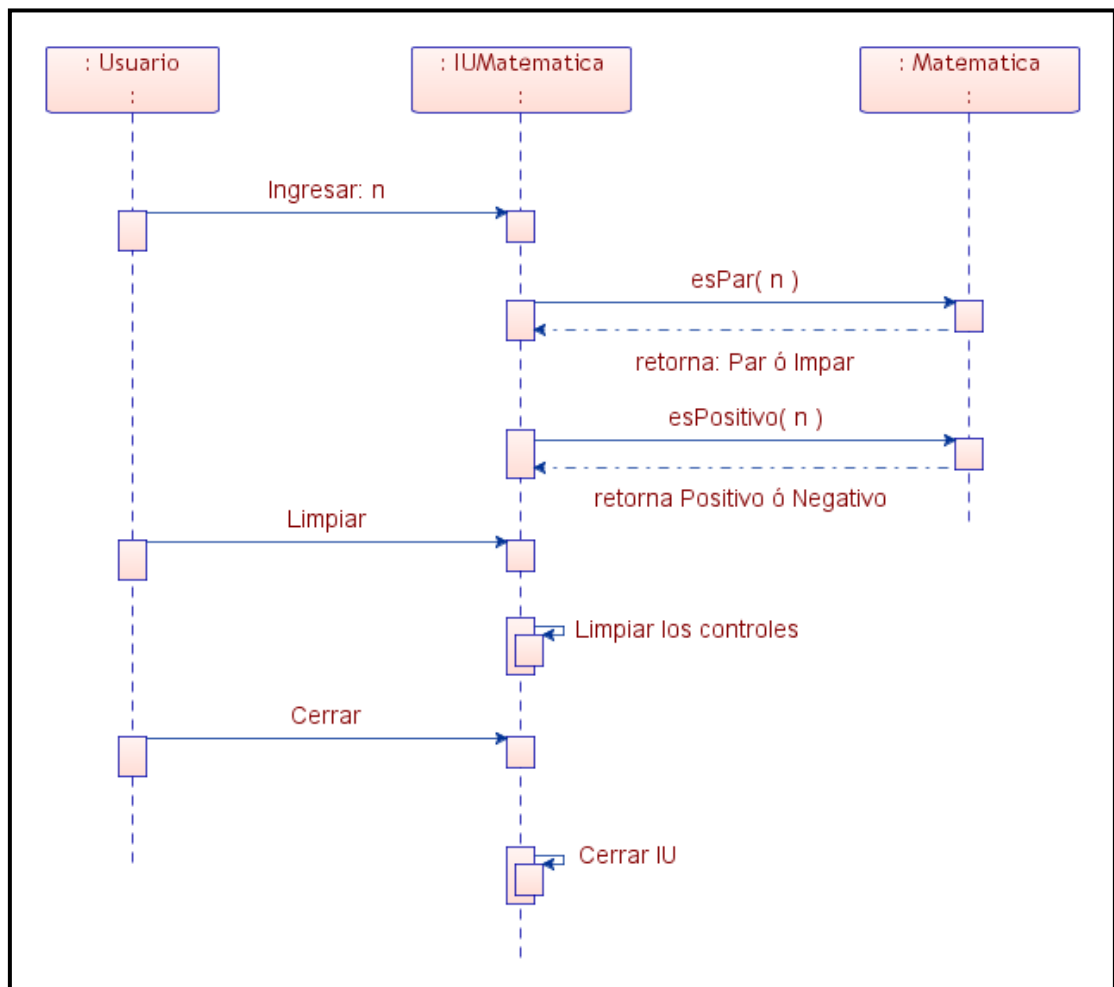 : Usuario
:
: IUMatematica
:
: Matematica
:
Ingresar: n
esPar( n )
retorna: Par ó Impar
esPositivo( n )
retorna Positivo ó Negativo
Limpiar
Limpiar los controles
Cerrar
Cerrar IU